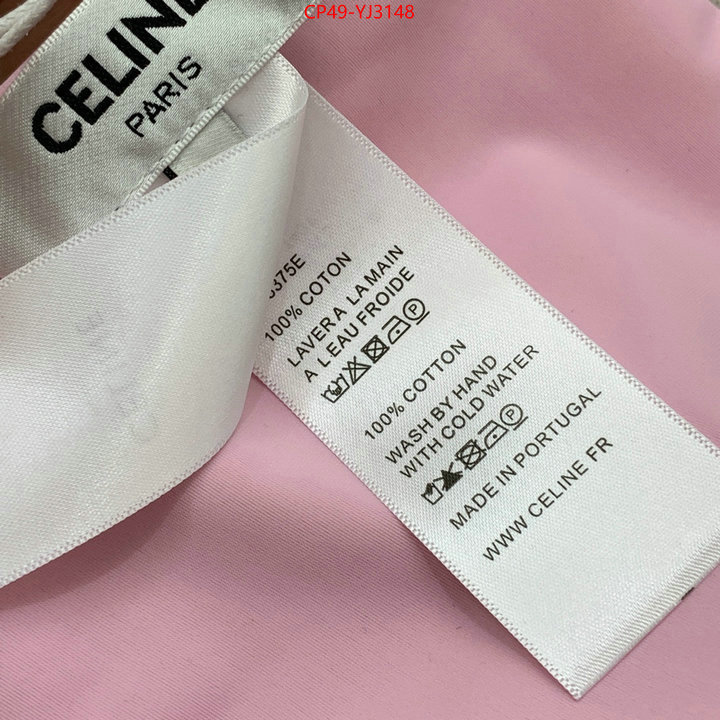 CP49-YJ3148
CELINE
PARIS
375E
100% COTON
LAVER A LA MAIN
A L EAU FROIDE
100% COTTON
WASH BY HAND
WITH COLD WATER
MADE IN PORTUGAL
WWW CELINE FR